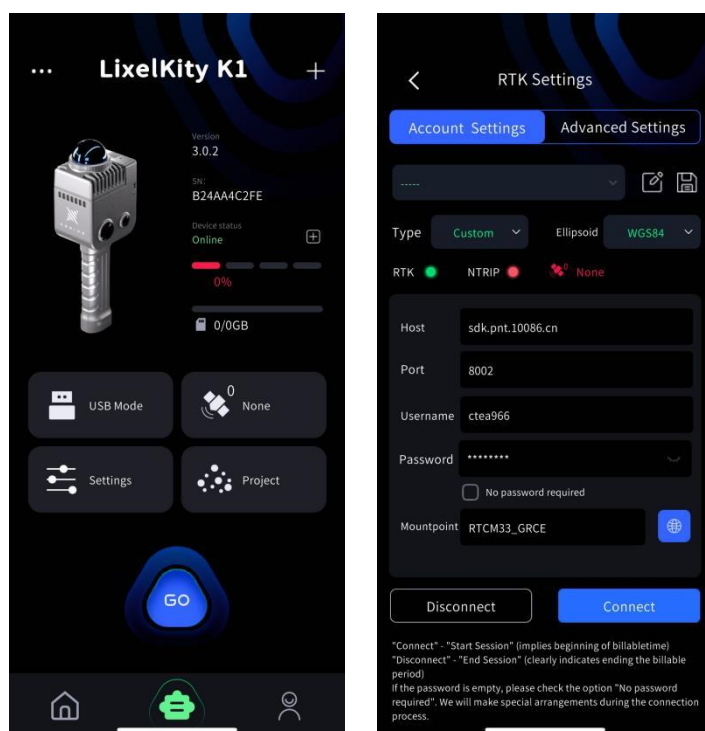 LixelKity K1
Version
3.0.2
SN:
B24AA4C2FE
Device status
Online
0%
0/0GB
USB Mode
0
None
Settings
Project
GO
RTK Settings
Account Settings
Advanced Settings
-----
Type
Custom
Ellipsoid
WGS84
RTK
NTRIP
0
None
Host
sdk.pnt.10086.cn
Port
8002
Username
ctea966
Password
********
No password required
Mountpoint
RTCM33_GRCE
Disconnect
Connect
"Connect" - "Start Session" (implies beginning of billabletime)
"Disconnect" - "End Session" (clearly indicates ending the billable
period)
If the password is empty, please check the option "No password
required". We will make special arrangements during the connection
process.